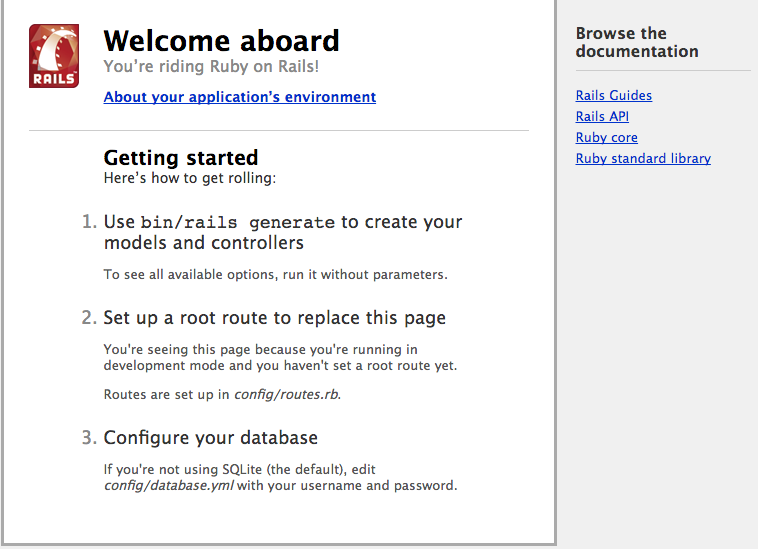 RAILS
Welcome aboard
You’re riding Ruby on Rails!
About your application’s environment
Getting started
Here’s how to get rolling:
1. Use bin/rails generate to create your
models and controllers
To see all available options, run it without parameters.
2. Set up a root route to replace this page
You're seeing this page because you're running in
development mode and you haven't set a root route yet.
Routes are set up in config/routes.rb.
3. Configure your database
If you're not using SQLite (the default), edit
config/database.yml with your username and password.
Browse the
documentation
Rails Guides
Rails API
Ruby core
Ruby standard library